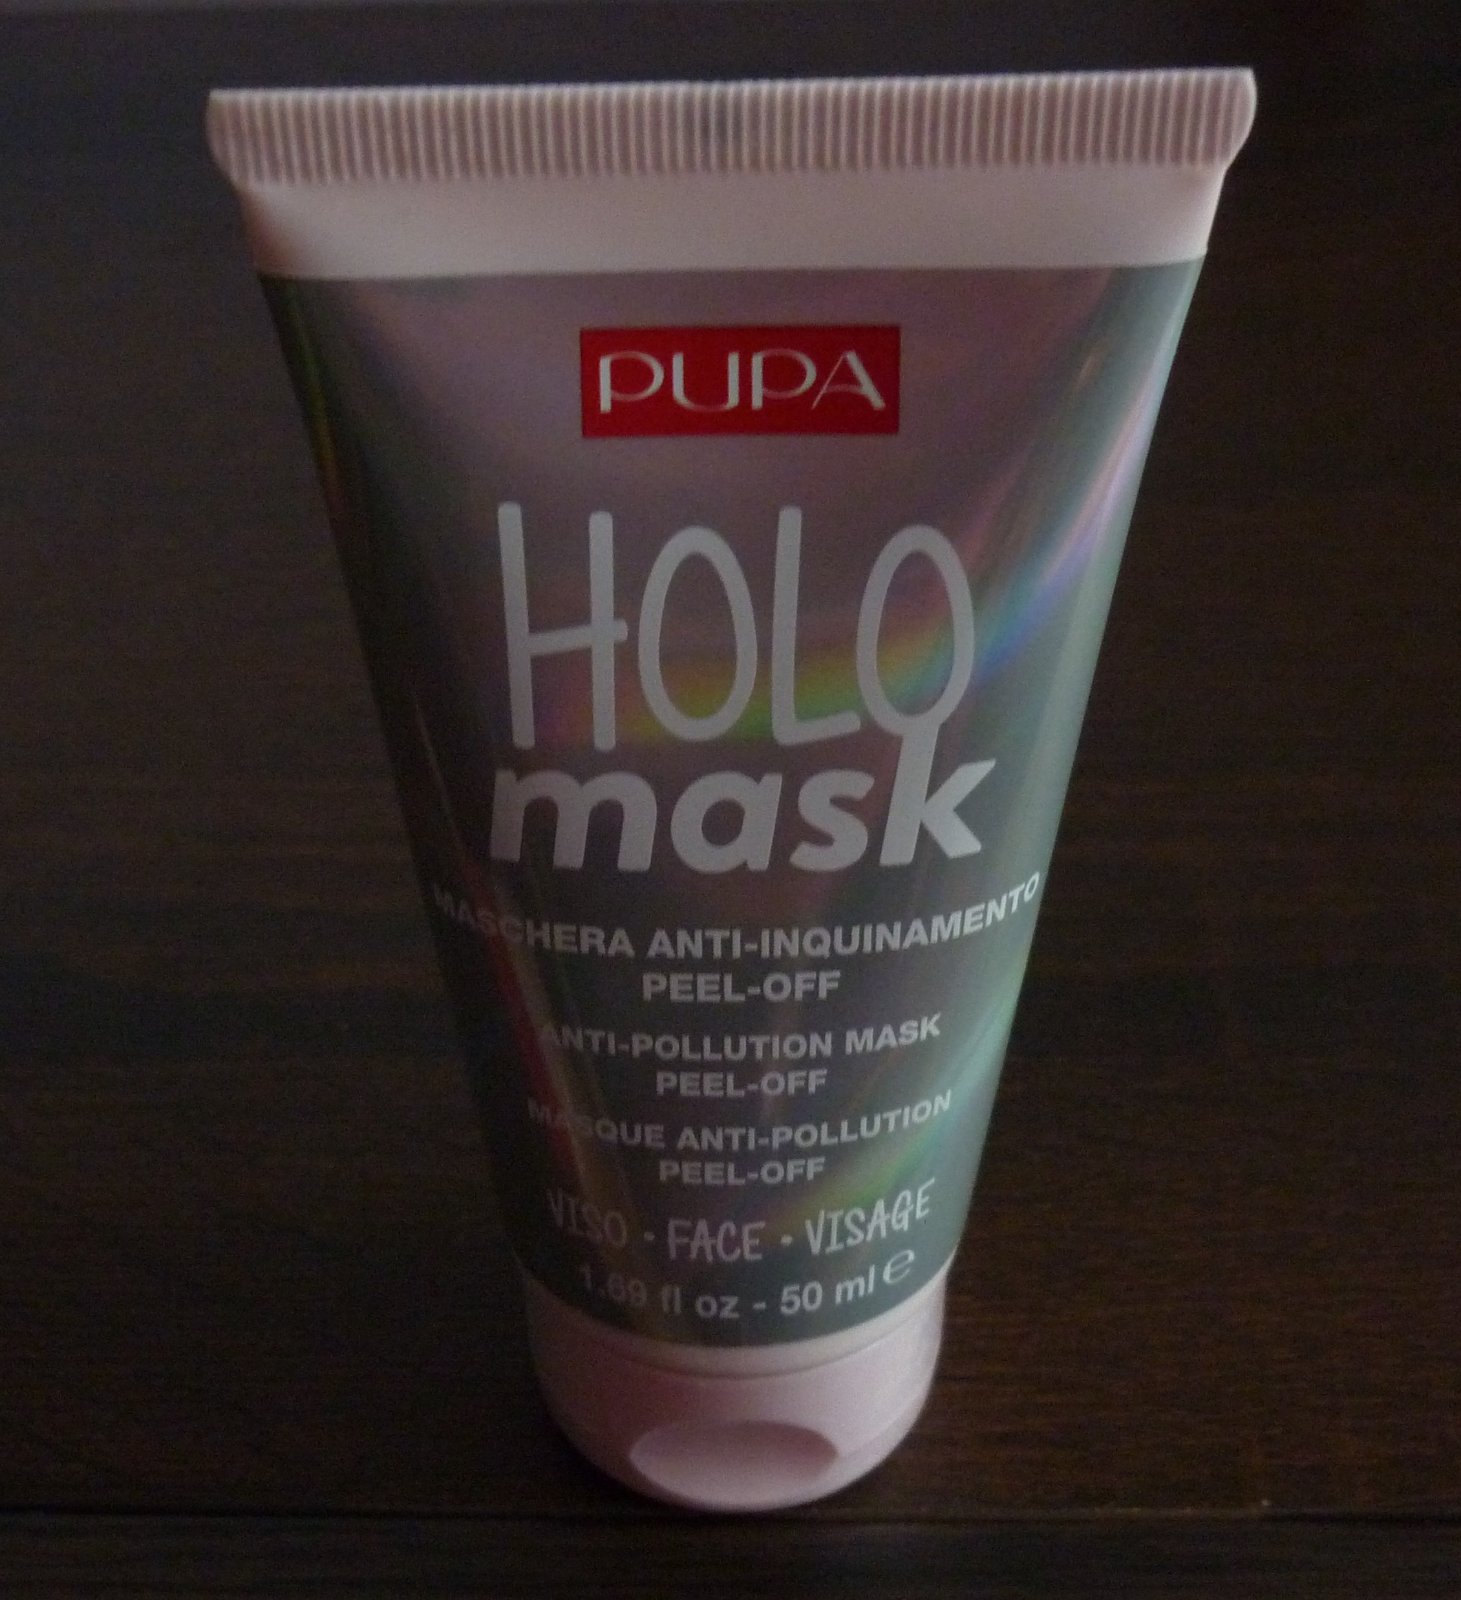 PUPA
HOLO
mask
MASCHERA ANTI-INQUINAMENTO
PEEL-OFF
ANTI-POLLUTION MASK
PEEL-OFF
MASQUE ANTI-POLLUTION
PEEL-OFF
VISO · FACE · VISAGE
1.69 fl oz - 50 ml ℮